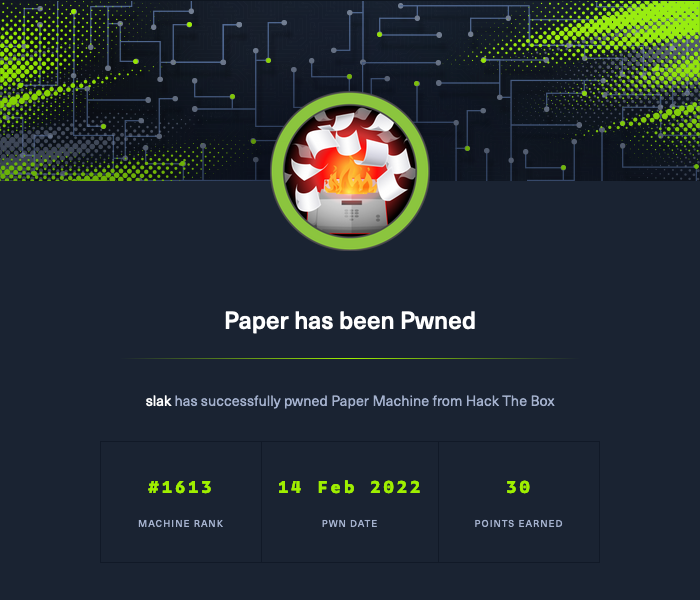 Paper has been Pwned
slak has successfully pwned Paper Machine from Hack The Box
#1613
MACHINE RANK
14 Feb 2022
PWN DATE
30
POINTS EARNED